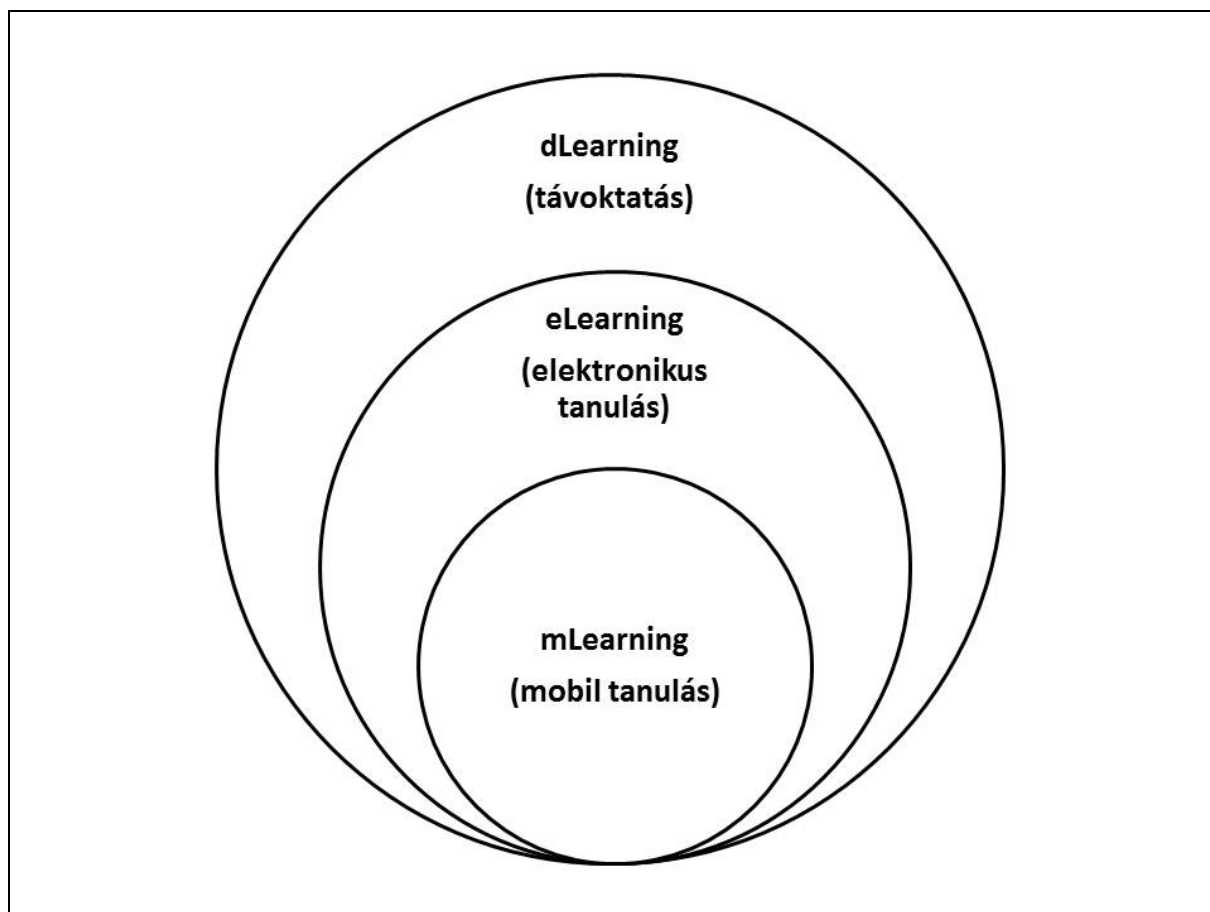 dLearning
(távoktatás)
eLearning
(elektronikus
tanulás)
mLearning
(mobil tanulás)